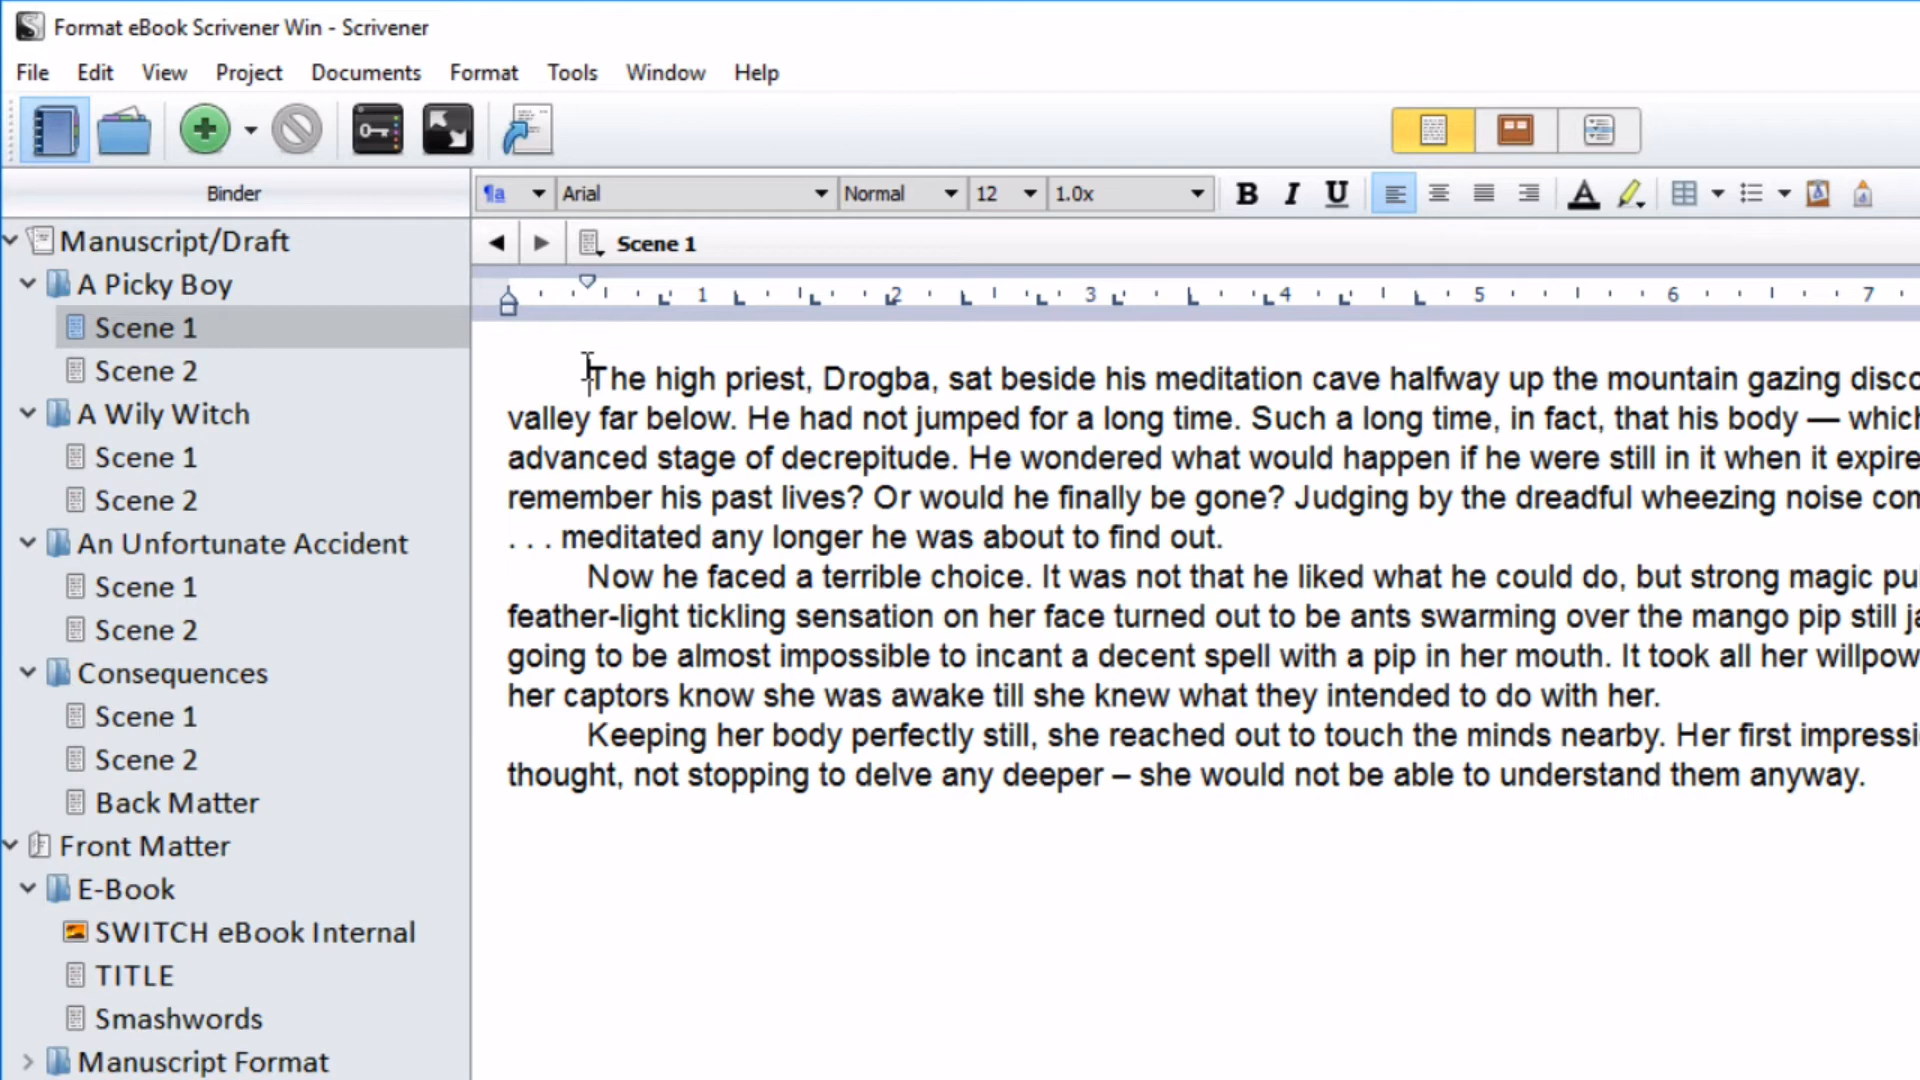 Format eBook Scrivener Win - Scrivener
File Edit View Project Documents Format Tools Window Help
Binder
Arial Normal 12 1.0x B I U A
Scene 1
1 2 3 4 5 6 7
Manuscript/Draft
A Picky Boy
Scene 1
Scene 2
A Wily Witch
Scene 1
Scene 2
An Unfortunate Accident
Scene 1
Scene 2
Consequences
Scene 1
Scene 2
Back Matter
Front Matter
E-Book
SWITCH eBook Internal
TITLE
Smashwords
Manuscript Format
The high priest, Drogba, sat beside his meditation cave halfway up the mountain gazing
valley far below. He had not jumped for a long time. Such a long time, in fact, that his body — which
advanced stage of decrepitude. He wondered what would happen if he were still in it when it
remember his past lives? Or would he finally be gone? Judging by the dreadful wheezing noise
. . . meditated any longer he was about to find out.
Now he faced a terrible choice. It was not that he liked what he could do, but strong magic
feather-light tickling sensation on her face turned out to be ants swarming over the mango pip still
going to be almost impossible to incant a decent spell with a pip in her mouth. It took all her
her captors know she was awake till she knew what they intended to do with her.
Keeping her body perfectly still, she reached out to touch the minds nearby. Her first
thought, not stopping to delve any deeper – she would not be able to understand them anyway.